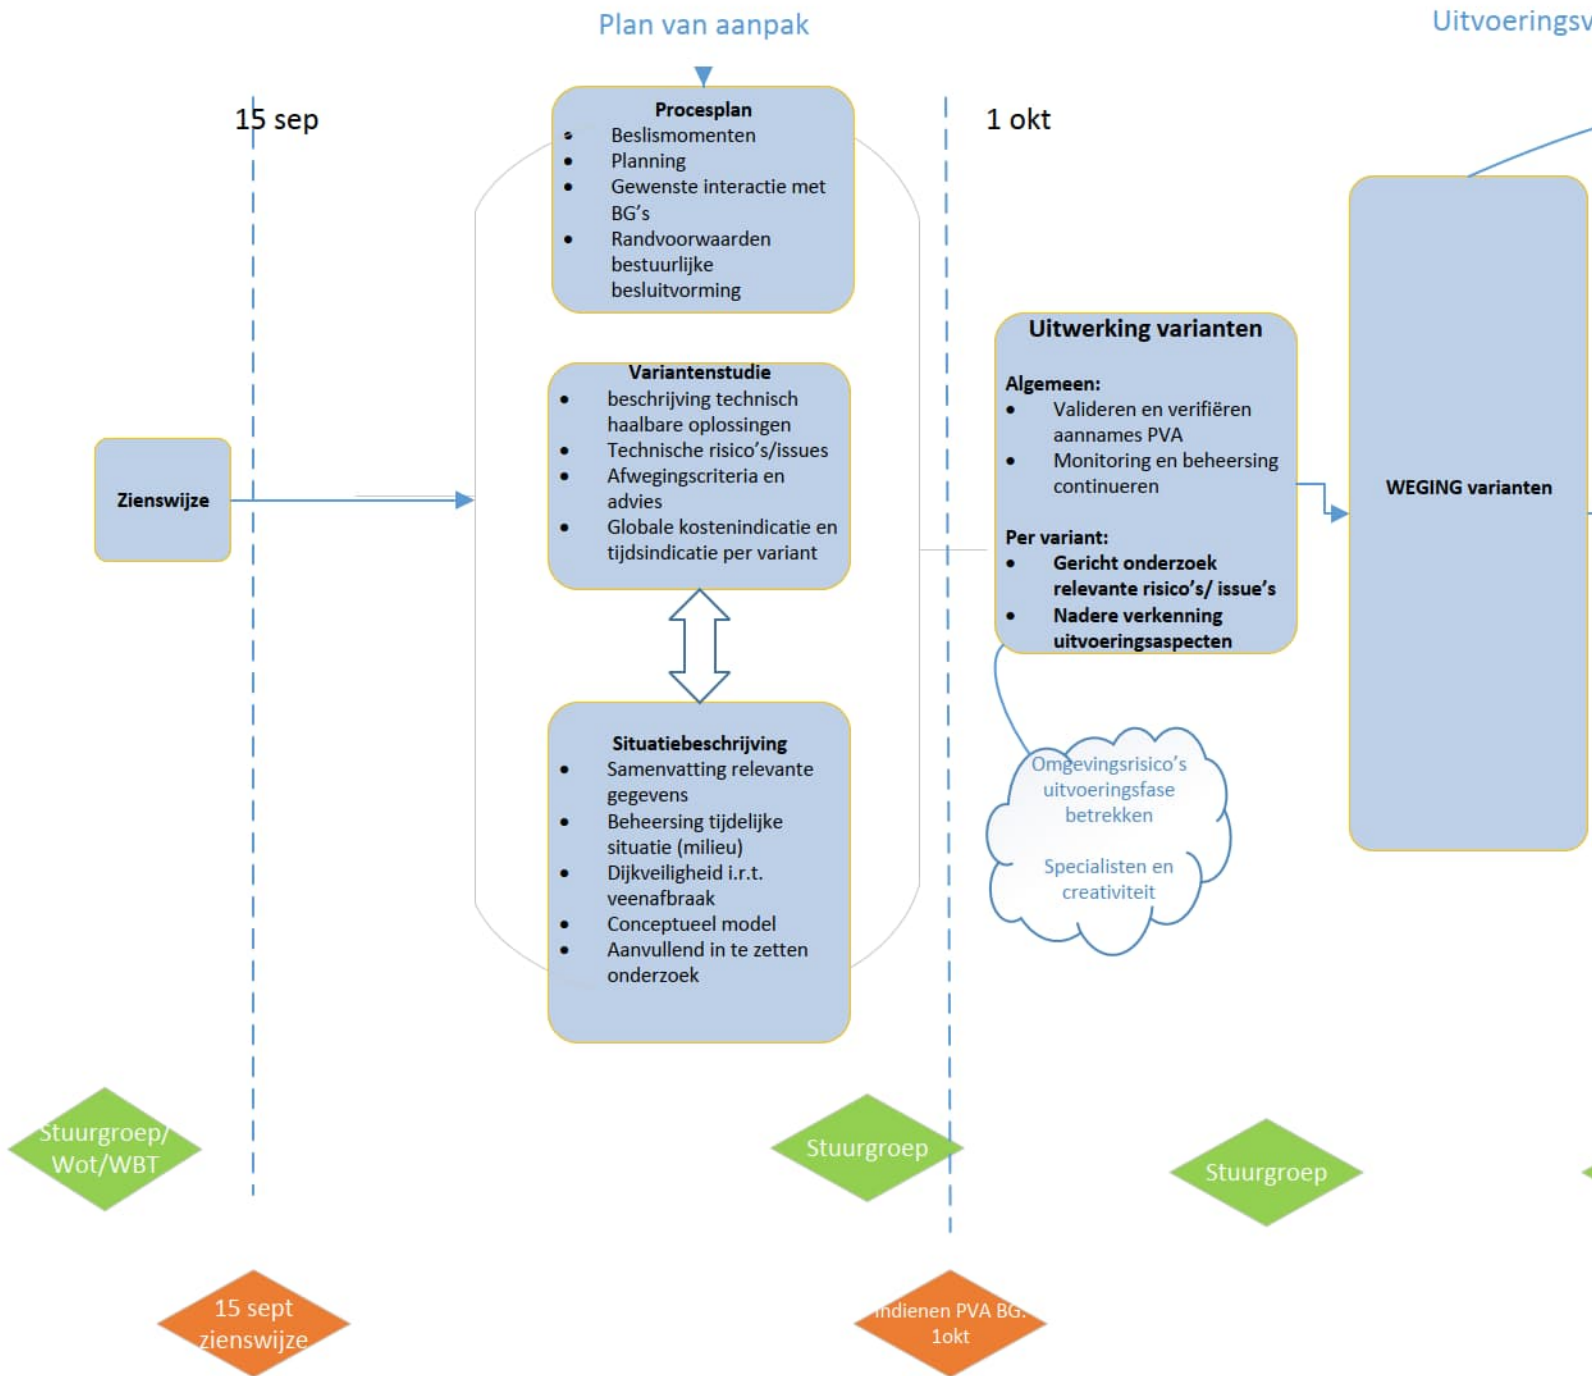 Plan van aanpak
15 sep
1 okt
Procesplan
• Beslismomenten
• Planning
• Gewenste interactie met
BG's
• Randvoorwaarden
bestuurlijke
besluitvorming
Variantenstudie
• beschrijving technisch
haalbare oplossingen
• Technische risico's/issues
• Afwegingscriteria en
advies
• Globale kostenindicatie en
tijdsindicatie per variant
Zienswijze
Situatiebeschrijving
• Samenvatting relevante
gegevens
• Beheersing tijdelijke
situatie (milieu)
• Dijkveiligheid i.r.t.
veenafbraak
• Conceptueel model
• Aanvullend in te zetten
onderzoek
Uitwerking varianten
Algemeen:
• Valideren en verifiëren
aannames PVA
• Monitoring en beheersing
continueren
Per variant:
• Gericht onderzoek
relevante risico's/ issue's
• Nadere verkenning
uitvoeringsaspecten
Omgevingsrisico's
uitvoeringsfase
betrekken
Specialisten en
creativiteit
WEGING varianten
Stuurgroep/
Wot/WBT
Stuurgroep
Stuurgroep
15 sept
zienswijze
Indienen PVA BG.
1okt